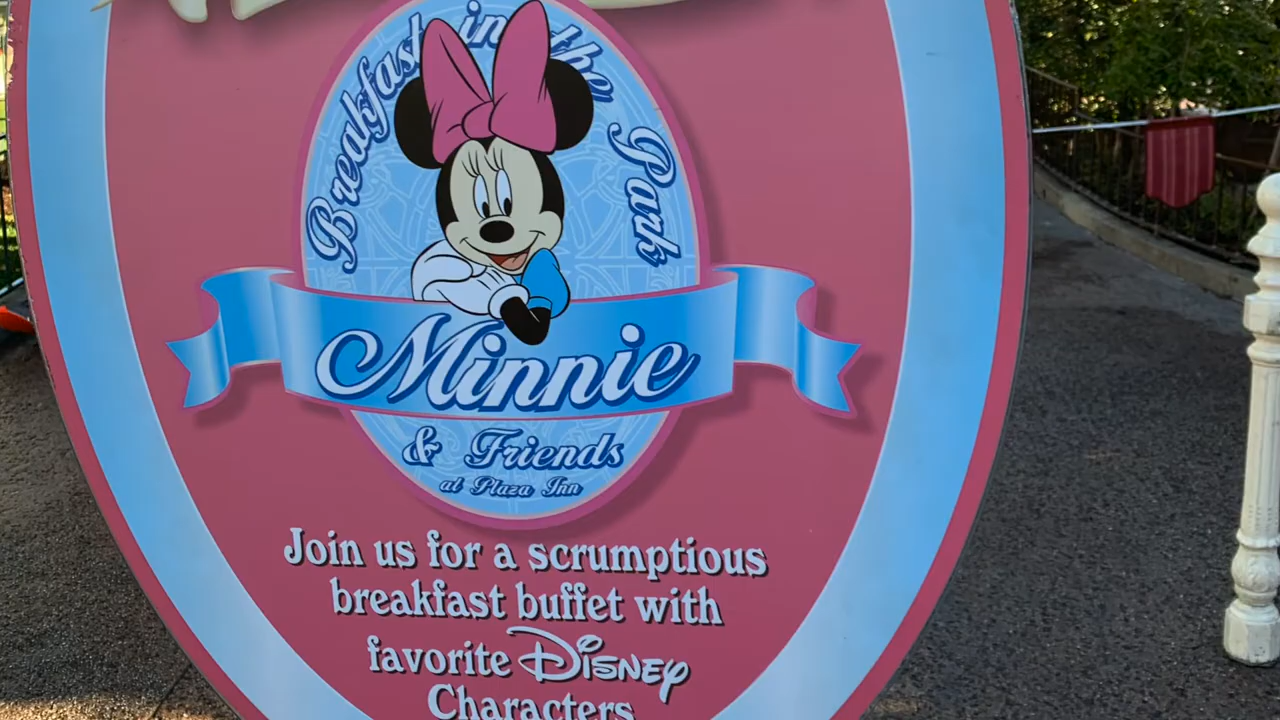 Breakfast in the Park
Minnie
& Friends
at Plaza Inn
Join us for a scrumptious
breakfast buffet with
favorite Disney
Characters